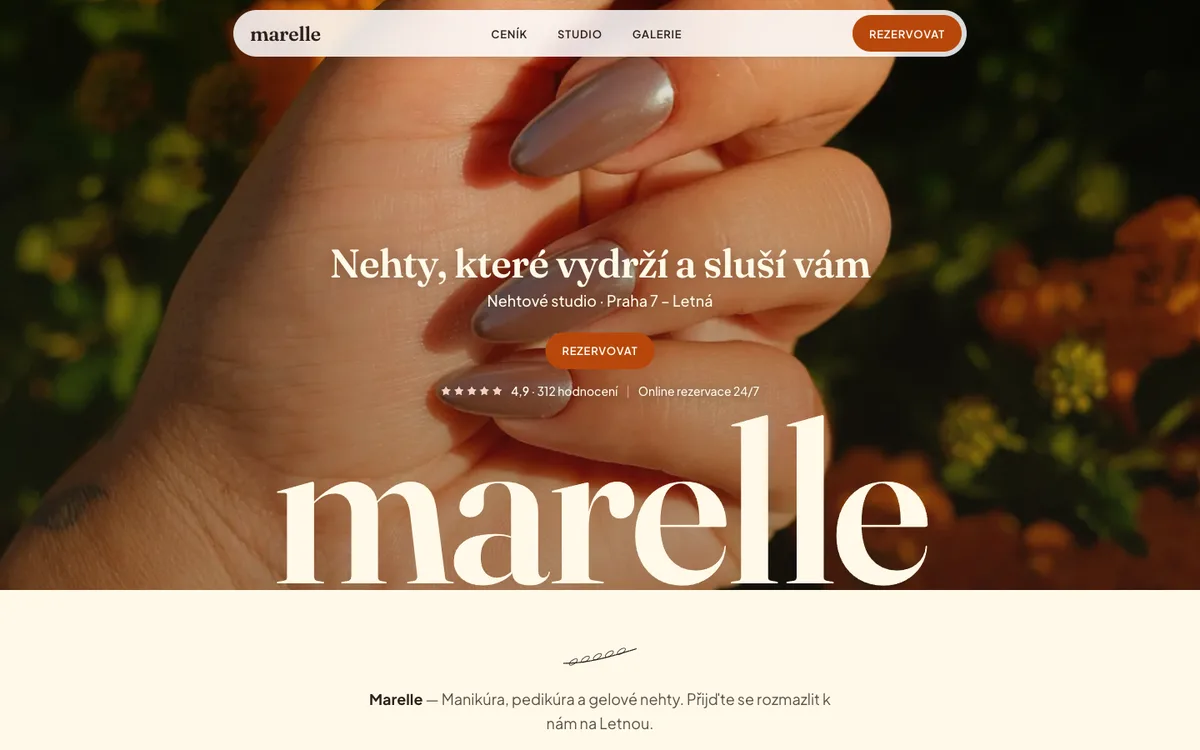 marelle
CENÍK STUDIO GALERIE
REZERVOVAT
Nehty, které vydrží a sluší vám
Nehtové studio · Praha 7 – Letná
REZERVOVAT
★★★★★ 4,9 · 312 hodnocení | Online rezervace 24/7
marelle
Marelle — Manikúra, pedikúra a gelové nehty. Přijďte se rozmazlit k
nám na Letnou.